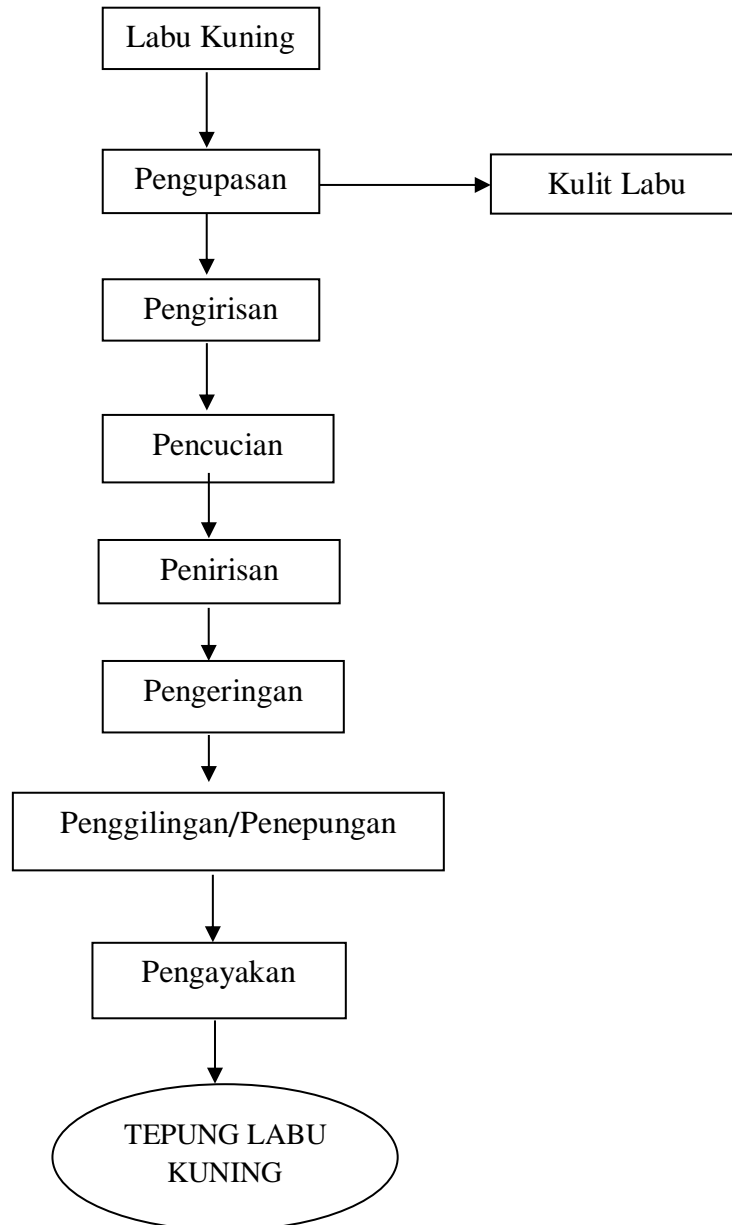 Labu Kuning
Pengupasan
Kulit Labu
Pengirisan
Pencucian
Penirisan
Pengeringan
Penggilingan/Penepungan
Pengayakan
TEPUNG LABU
KUNING